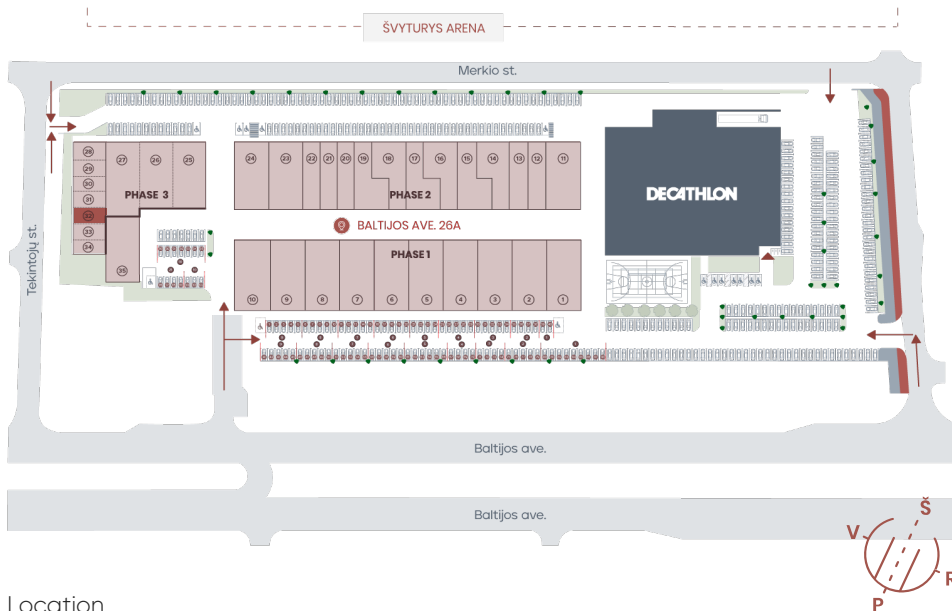 ŠVYTURYS ARENA
Merkio st.
28
27
26
25
24
23
22
21
20
19
18
17
16
15
14
13
12
11
29
30
31
32
33
34
35
PHASE 3
PHASE 2
DECATHLON
BALTIJOS AVE. 26A
PHASE 1
Tekintojų st.
10
9
8
7
6
5
4
3
2
1
Baltijos ave.
Baltijos ave.
Š
V
R
P
Location